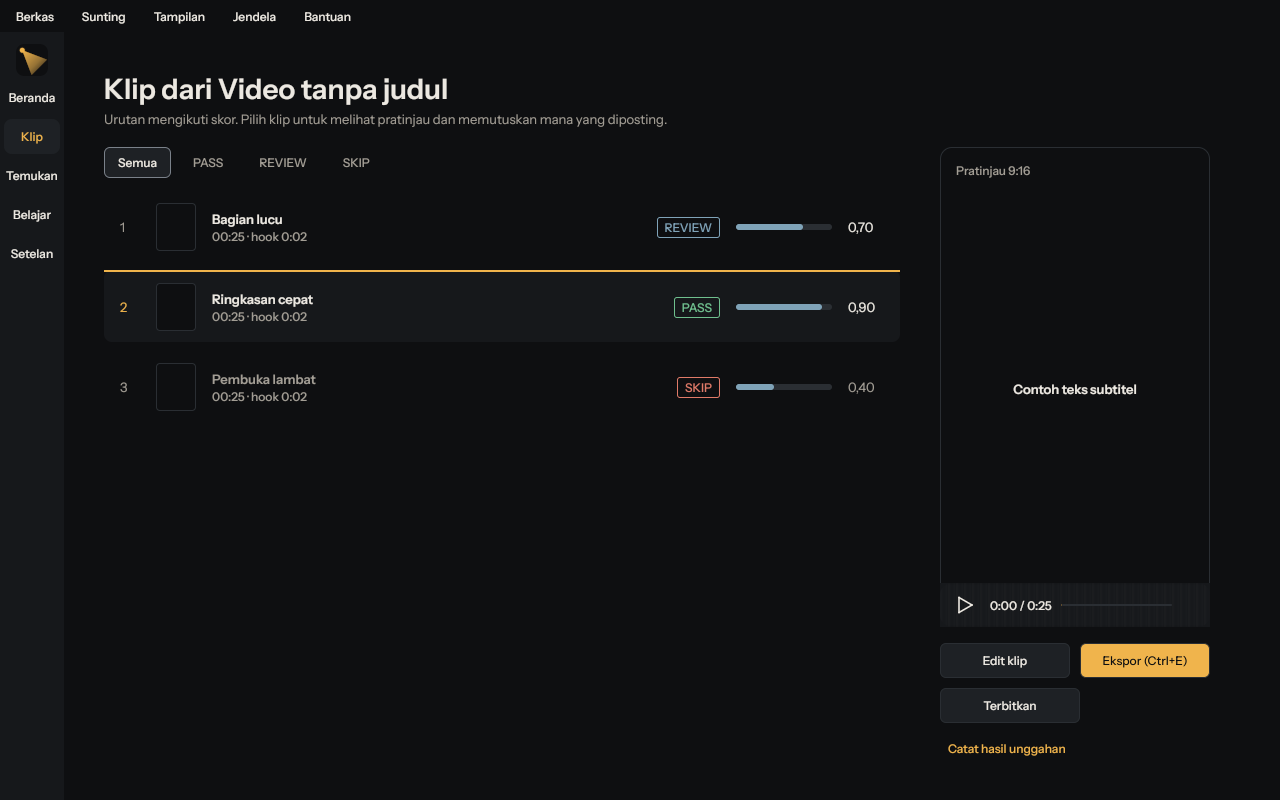 Berkas Sunting Tampilan Jendela Bantuan
Beranda
Klip
Temukan
Belajar
Setelan
Klip dari Video tanpa judul
Urutan mengikuti skor. Pilih klip untuk melihat pratinjau dan memutuskan mana yang diposting.
Semua PASS REVIEW SKIP
1 Bagian lucu REVIEW 0,70
00:25 · hook 0:02
2 Ringkasan cepat PASS 0,90
00:25 · hook 0:02
3 Pembuka lambat SKIP 0,40
00:25 · hook 0:02
Pratinjau 9:16
Contoh teks subtitel
0:00 / 0:25
Edit klip Ekspor (Ctrl+E)
Terbitkan
Catat hasil unggahan